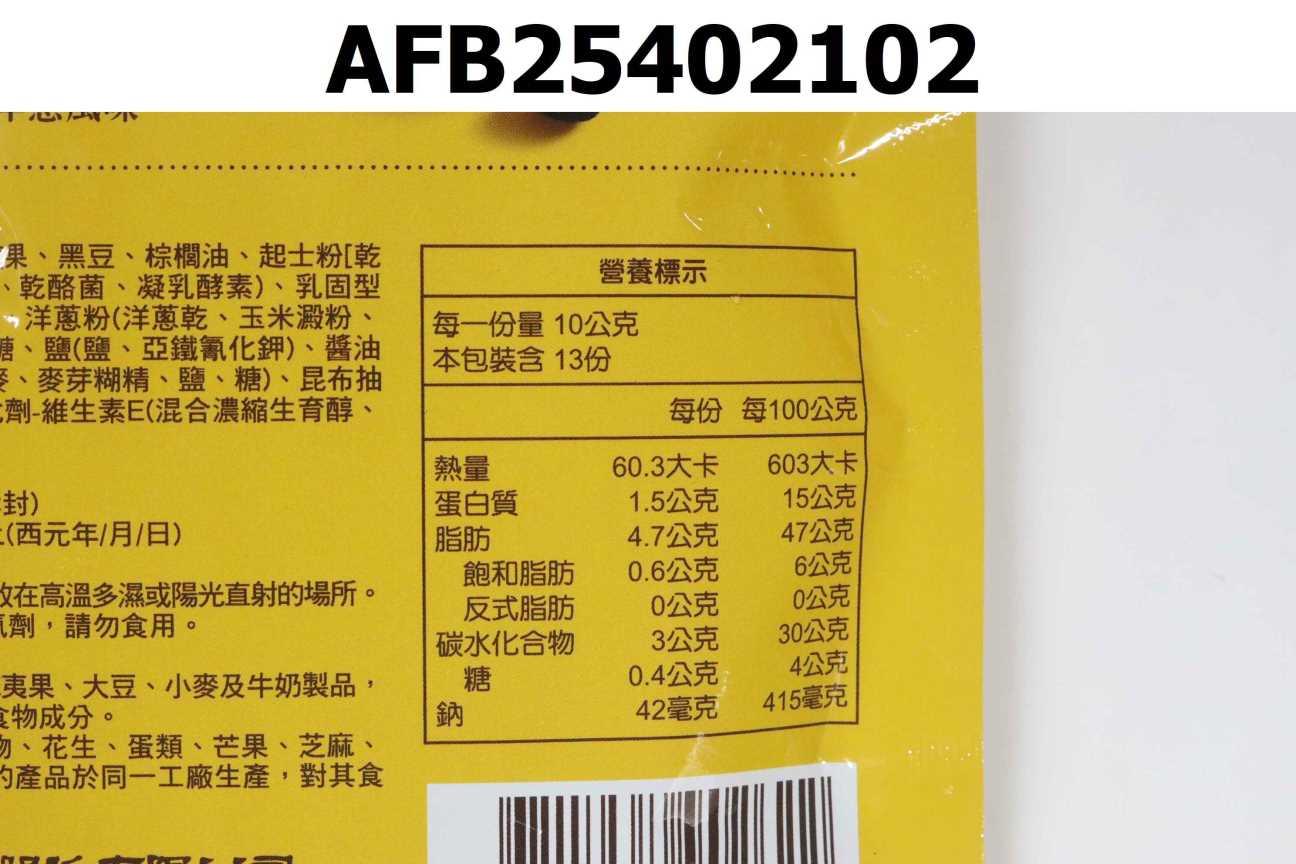 AFB25402102
風味
果、黑豆、棕櫚油、起士粉[乾
、乾酪菌、凝乳酵素)、乳固型
洋蔥粉(洋蔥乾、玉米澱粉、
糖、鹽(鹽、亞鐵氰化鉀)、醬油
麥、麥芽糊精、鹽、糖)、昆布抽
劑-維生素E(混合濃縮生育醇、
封)
(西元年/月/日)
放在高溫多濕或陽光直射的場所。
氧劑，請勿食用。
夷果、大豆、小麥及牛奶製品，
食物成分。
物、花生、蛋類、芒果、芝麻、
的產品於同一工廠生產，對其食
營養標示
每一份量 10公克
本包裝含 13份
每份 每100公克
熱量 60.3大卡 603大卡
蛋白質 1.5公克 15公克
脂肪 4.7公克 47公克
飽和脂肪 0.6公克 6公克
反式脂肪 0公克 0公克
碳水化合物 3公克 30公克
糖 0.4公克 4公克
鈉 42毫克 415毫克